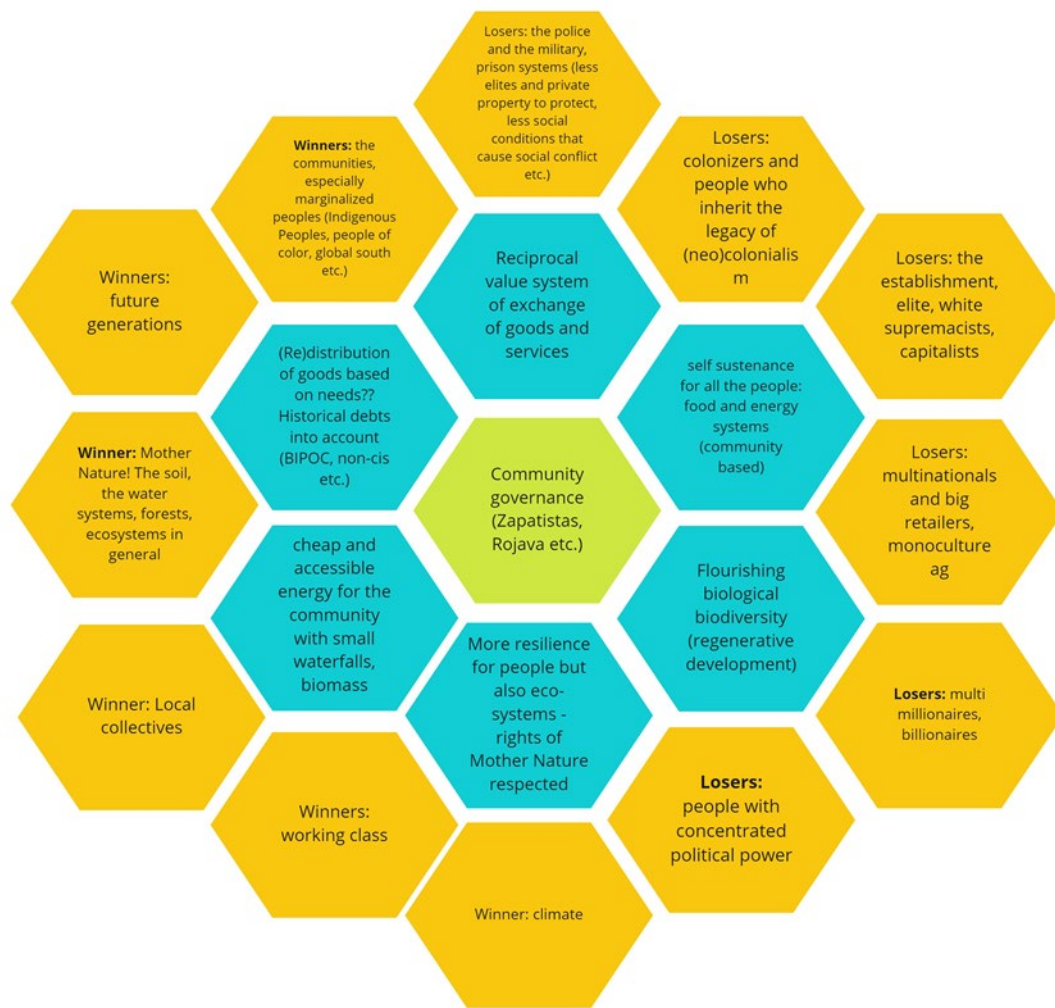 Losers: the police
and the military,
prison systems (less
elites and private
property to protect,
less social
conditions that
cause social conflict
etc.)
Winners: the
communities,
especially
marginalized
peoples (Indigenous
Peoples, people of
color, global south
etc.)
Losers:
colonizers and
people who
inherit the
legacy of
(neo)colonialis
m
Winners:
future
generations
Reciprocal
value system
of exchange
of goods and
services
Losers: the
establishment,
elite, white
supremacists,
capitalists
(Re)distribution
of goods based
on needs??
Historical debts
into account
(BIPOC, non-cis
etc.)
self sustenance
for all the people:
food and energy
systems
(community
based)
Winner: Mother
Nature! The soil,
the water
systems, forests,
ecosystems in
general
Community
governance
(Zapatistas,
Rojava etc.)
Losers:
multinationals
and big
retailers,
monoculture
ag
cheap and
accessible
energy for the
community
with small
waterfalls,
biomass
Flourishing
biological
biodiversity
(regenerative
development)
Winner: Local
collectives
More resilience
for people but
also eco-
systems -
rights of
Mother Nature
respected
Losers: multi
millionaires,
billionaires
Winners:
working class
Losers:
people with
concentrated
political power
Winner: climate